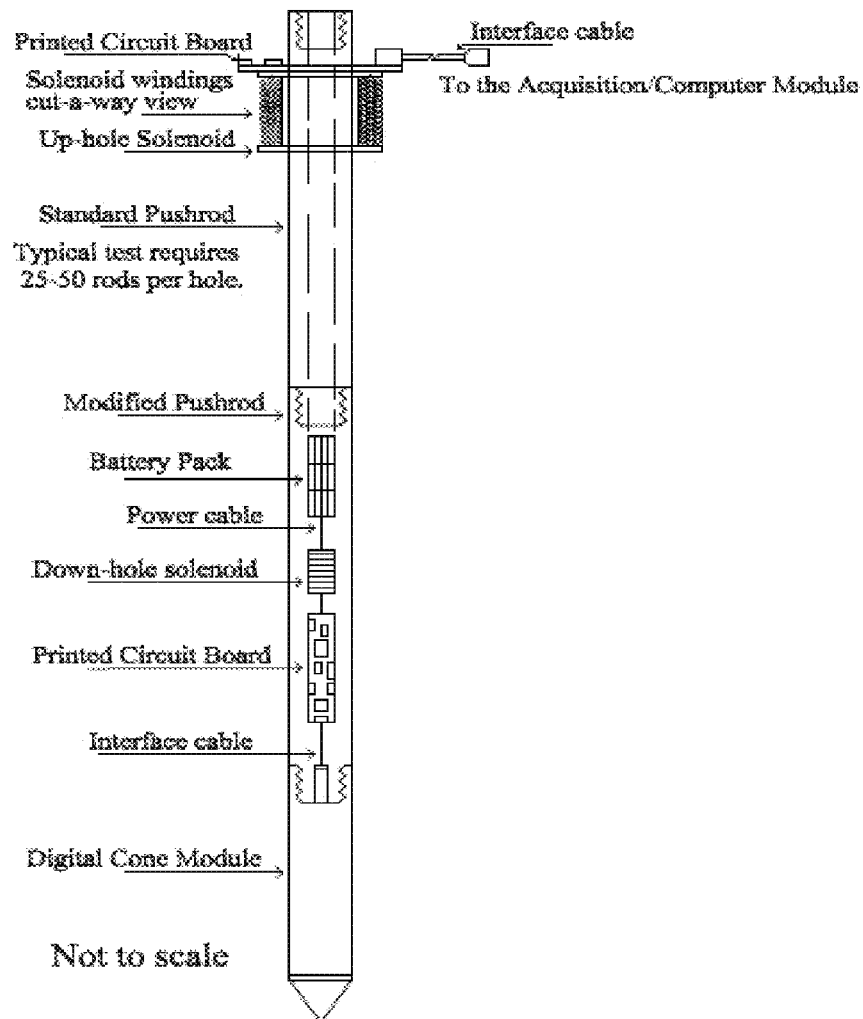 Printed Circuit Board
Interface cable
To the Acquisition/Computer Module
Solenoid windings
cut-a-way view
Up-hole Solenoid
Standard Pushrod
Typical test requires
25-50 rods per hole.
Modified Pushrod
Battery Pack
Power cable
Down-hole solenoid
Printed Circuit Board
Interface cable
Digital Cone Module
Not to scale